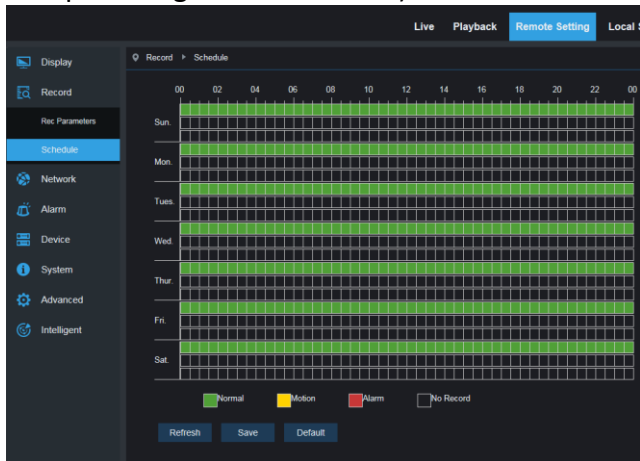 Live Playback Remote Setting Local
Display
Record
Rec Parameters
Schedule
Network
Alarm
Device
System
Advanced
Intelligent
Record Schedule
00 02 04 06 08 10 12 14 16 18 20 22 00
Sun.
Mon.
Tues.
Wed.
Thur.
Fri.
Sat.
Normal Motion Alarm No Record
Refresh Save Default